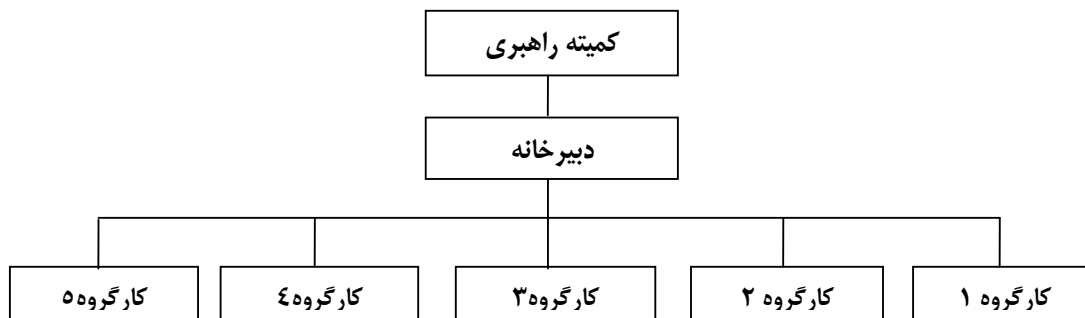 کمیته راهبری
دبیرخانه
کارگروه ۱
کارگروه ۲
کارگروه۳
کارگروه٤
کارگروه٥